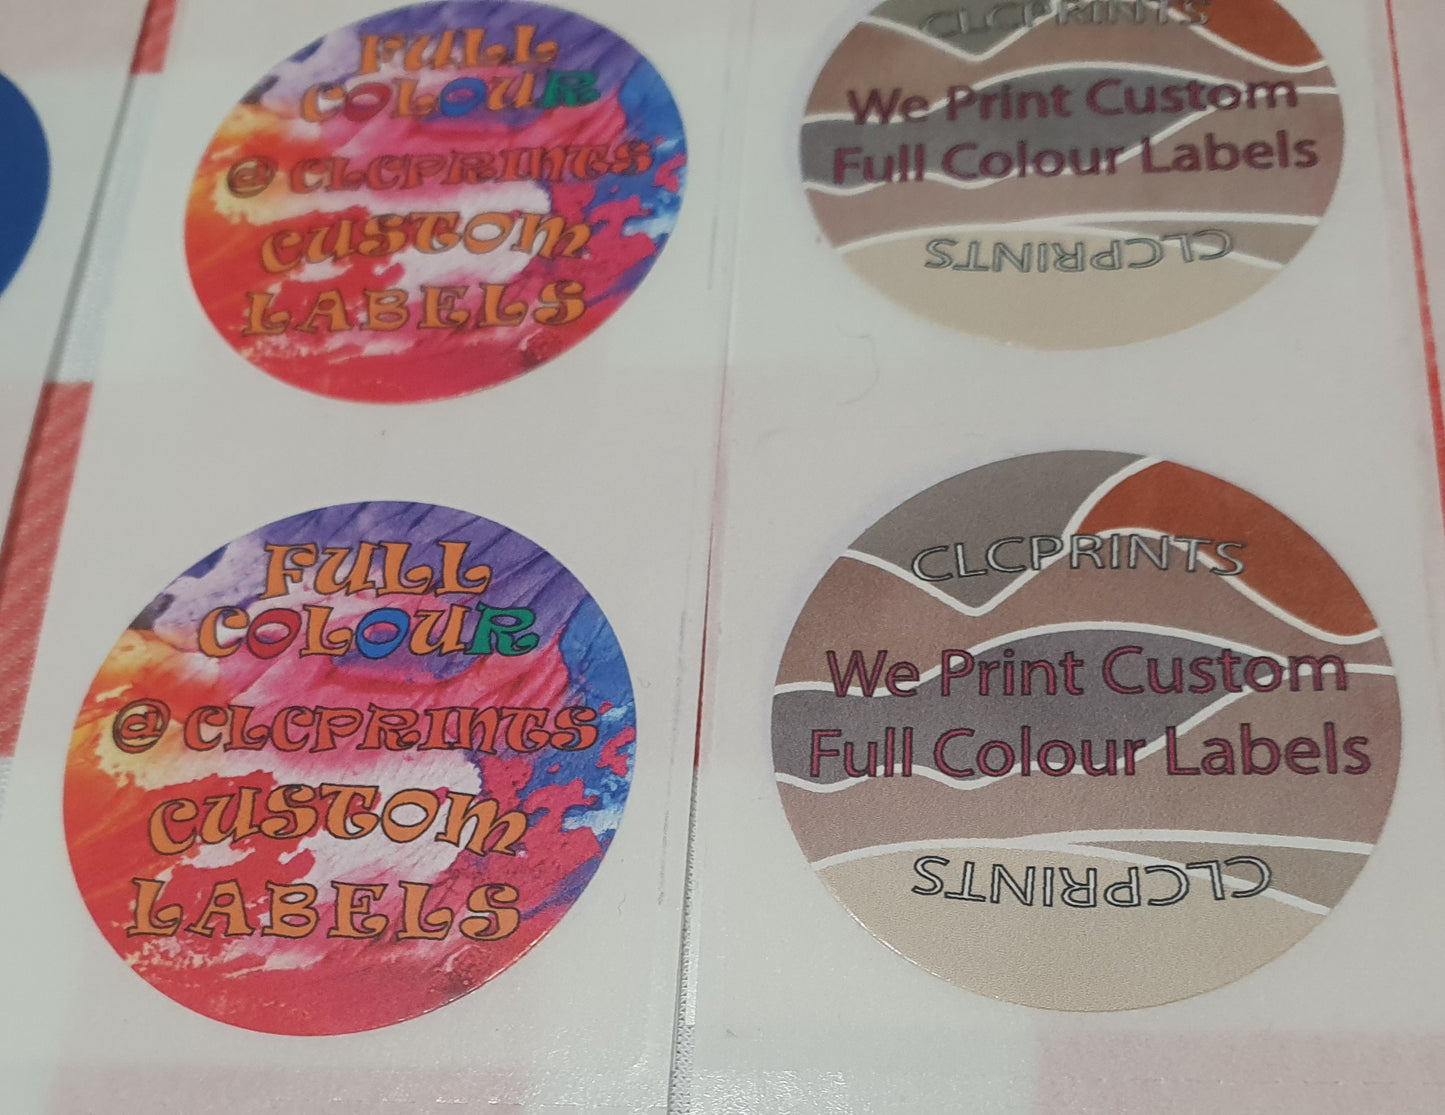 FULL
COLOUR
@ CLCPRINTS
CUSTOM
LABELS
CLCPRINTS
We Print Custom
Full Colour Labels
CLCPRINTS
FULL
COLOUR
@ CLCPRINTS
CUSTOM
LABELS
CLCPRINTS
We Print Custom
Full Colour Labels
CLCPRINTS